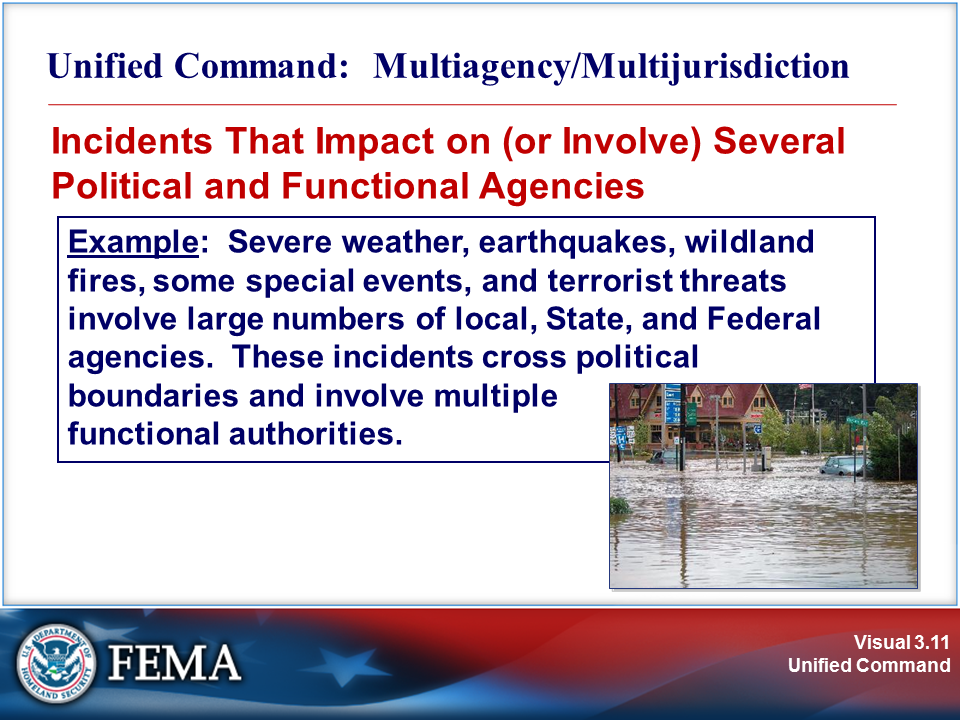 Unified Command: Multiagency/Multijurisdiction
Incidents That Impact on (or Involve) Several
Political and Functional Agencies
Example: Severe weather, earthquakes, wildland
fires, some special events, and terrorist threats
involve large numbers of local, State, and Federal
agencies. These incidents cross political
boundaries and involve multiple
functional authorities.
U.S. DEPARTMENT OF
HOMELAND SECURITY
FEMA
Visual 3.11
Unified Command